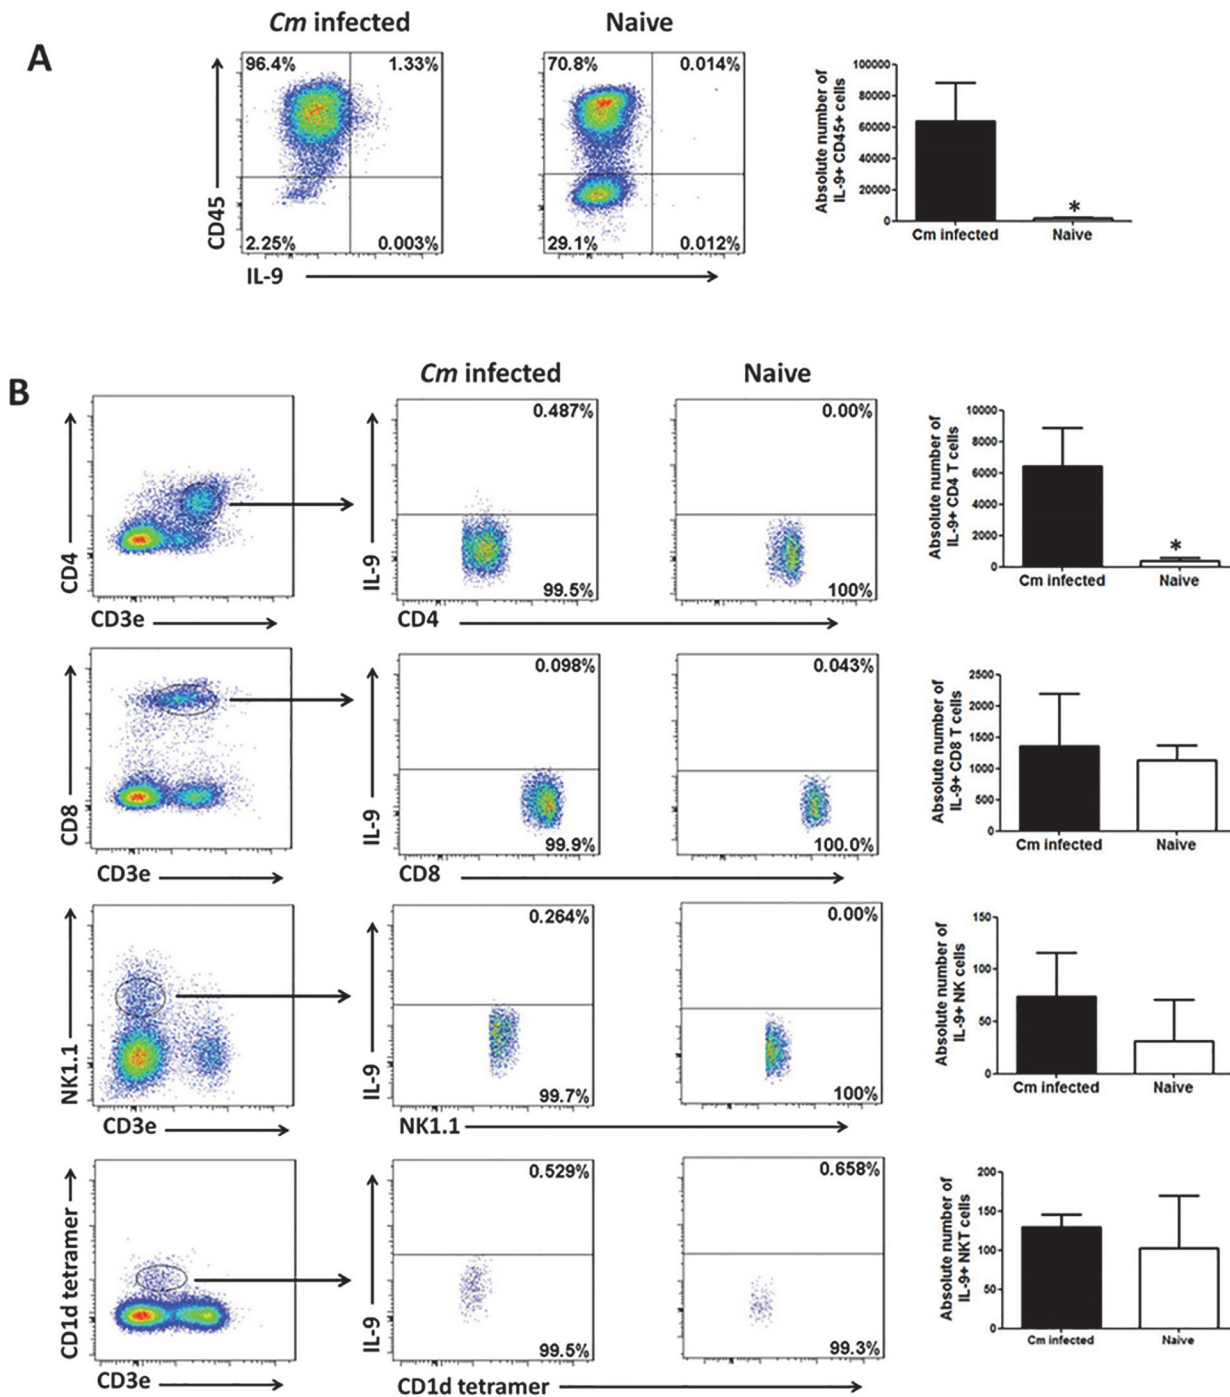 Cm infected
Naive
A
96.4%
1.33%
2.25%
0.003%
70.8%
0.014%
29.1%
0.012%
CD45
IL-9
Absolute number of
IL-9+ CD45+ cells
100000
80000
60000
40000
20000
0
*
Cm infected
Naive
Cm infected
Naive
B
CD4
CD3e
IL-9
0.487%
99.5%
0.00%
100%
CD4
Absolute number of
IL-9+ CD4 T cells
10000
8000
6000
4000
2000
0
*
Cm infected
Naive
CD8
CD3e
IL-9
0.098%
99.9%
0.043%
100.0%
CD8
Absolute number of
IL-9+ CD8 T cells
2500
2000
1500
1000
500
0
Cm infected
Naive
NK1.1
CD3e
IL-9
0.264%
99.7%
0.00%
100%
NK1.1
Absolute number of
IL-9+ NK cells
150
100
50
0
Cm infected
Naive
CD1d tetramer
CD3e
IL-9
0.529%
99.5%
0.658%
99.3%
CD1d tetramer
Absolute number of
IL-9+ NKT cells
200
150
100
50
0
Cm infected
Naive